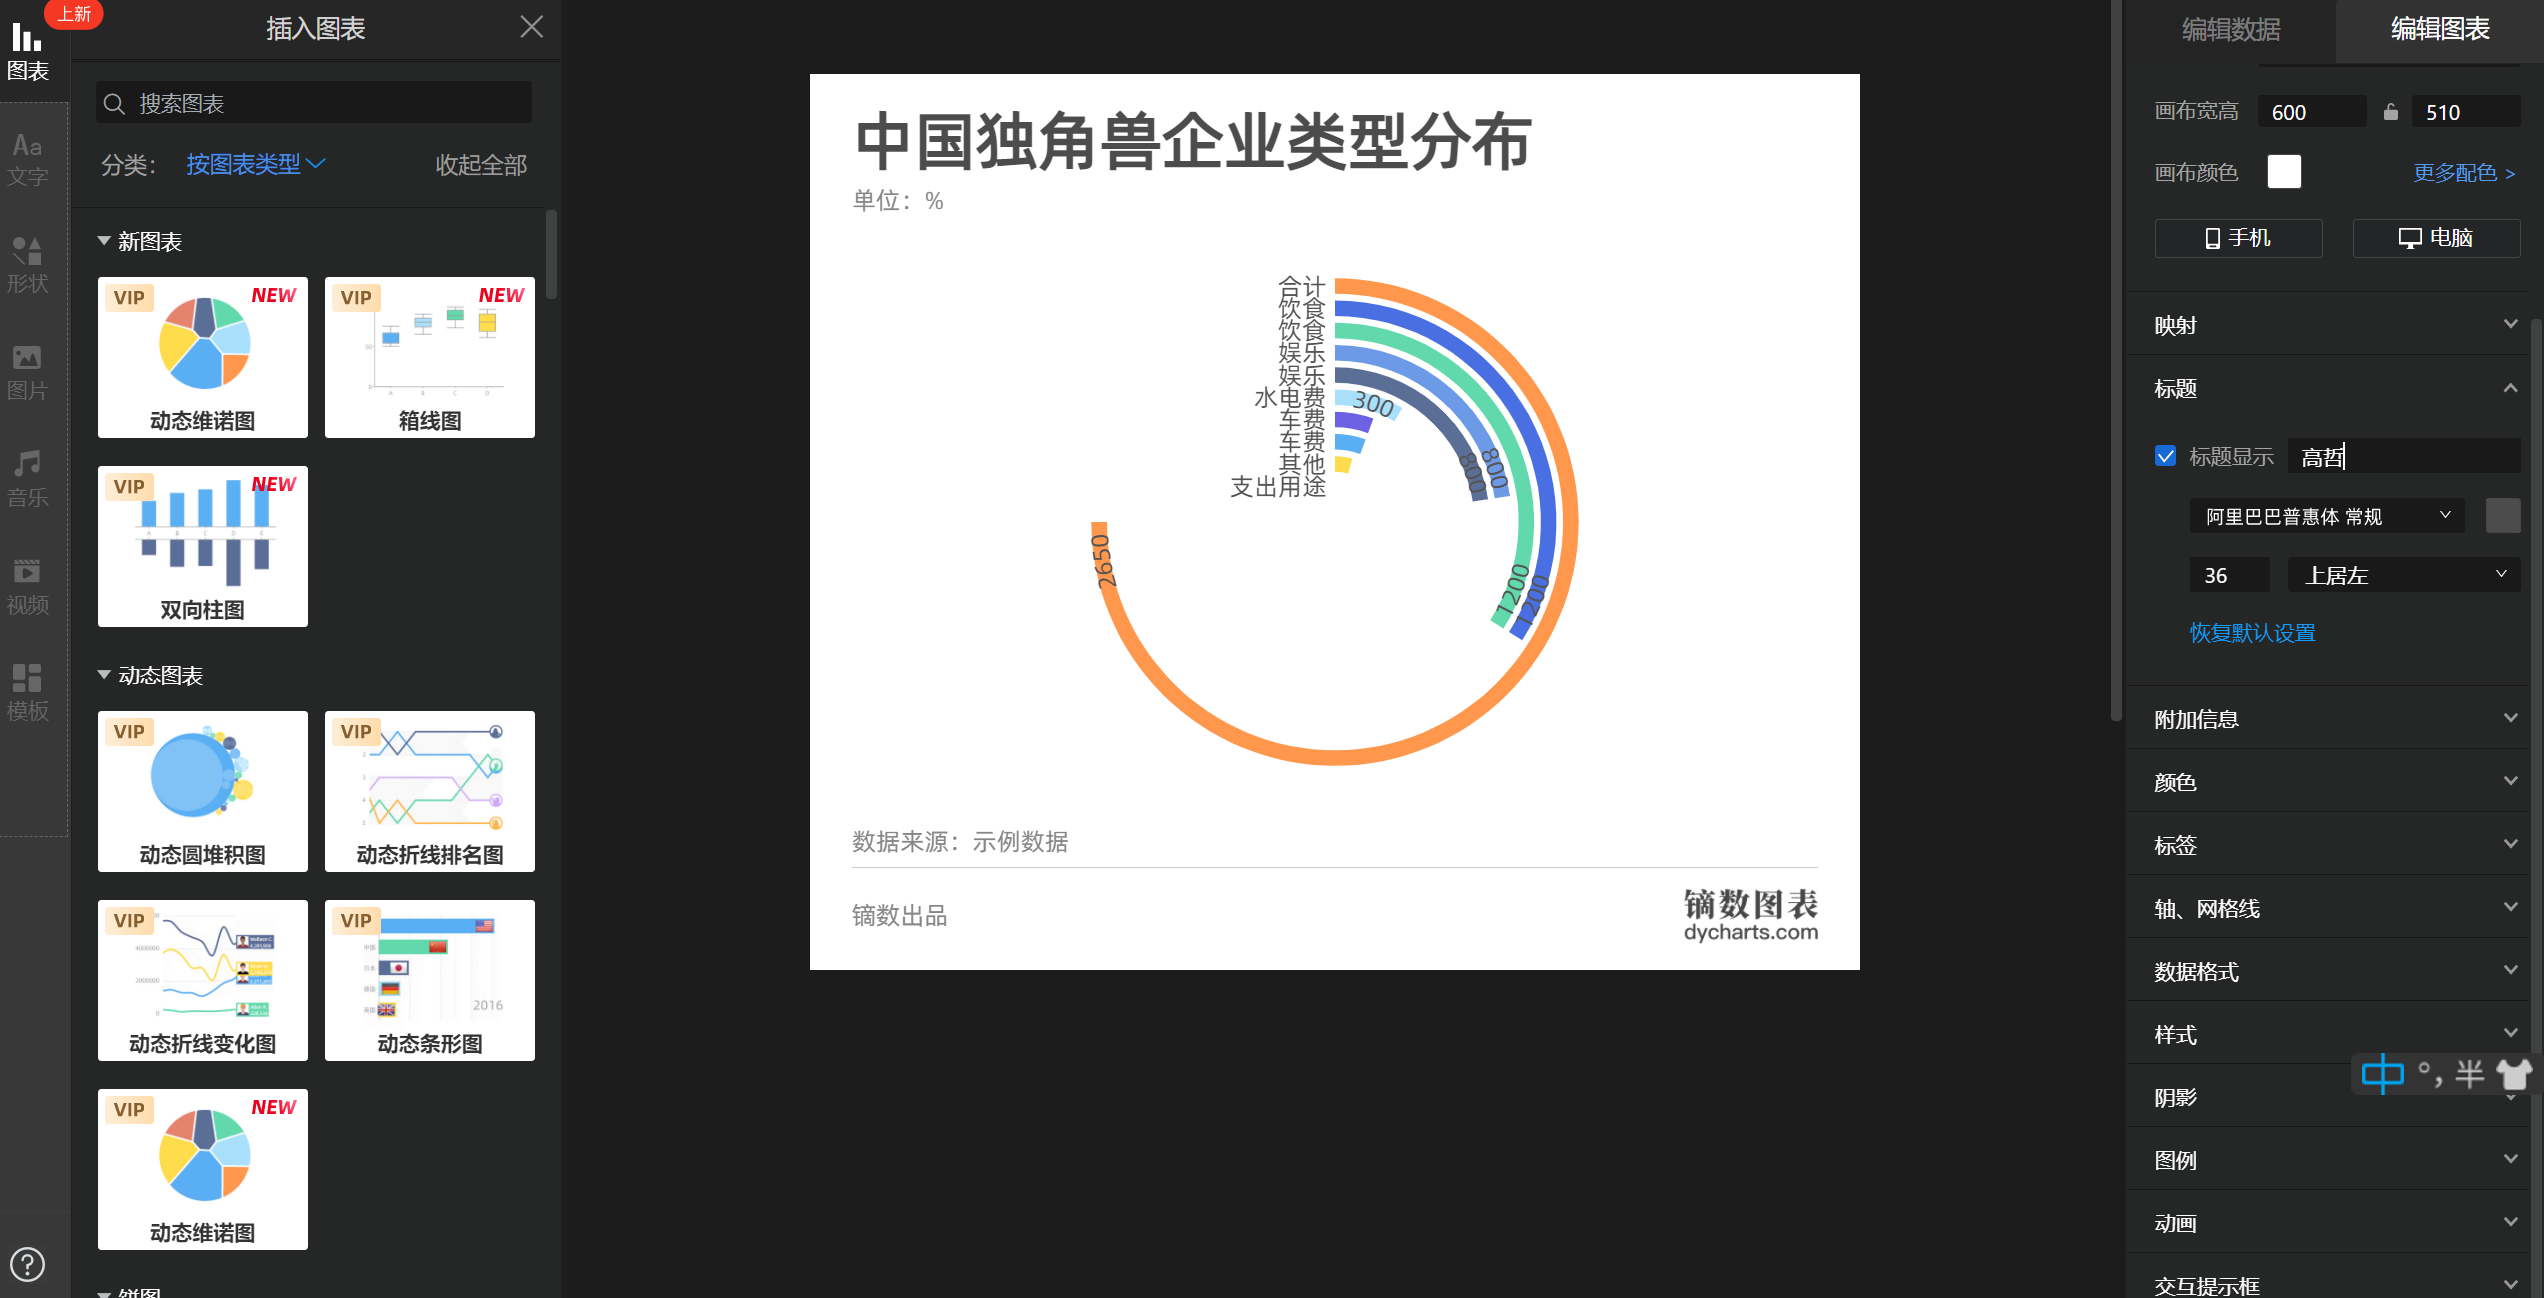 上新
图表
文字
形状
图片
音乐
视频
模板
插入图表
搜索图表
分类：
按图表类型
收起全部
新图表
VIP
NEW
动态维诺图
VIP
NEW
箱线图
VIP
NEW
双向柱图
动态图表
VIP
动态圆堆积图
VIP
动态折线排名图
VIP
动态折线变化图
VIP
2016
动态条形图
VIP
NEW
动态维诺图
饼图
中国独角兽企业类型分布
单位：%
合计
饮食
饮食
娱乐
娱乐
水电费
车费
车费
其他
支出用途
300
800
800
1200
1200
2650
数据来源：示例数据
镝数出品
镝数图表
dycharts.com
编辑数据
编辑图表
画布宽高
600
510
画布颜色
更多配色 >
手机
电脑
映射
标题
标题显示
高哲
阿里巴巴普惠体 常规
36
上居左
恢复默认设置
附加信息
颜色
标签
轴、网格线
数据格式
样式
中 °, 半
阴影
图例
动画
交互提示框